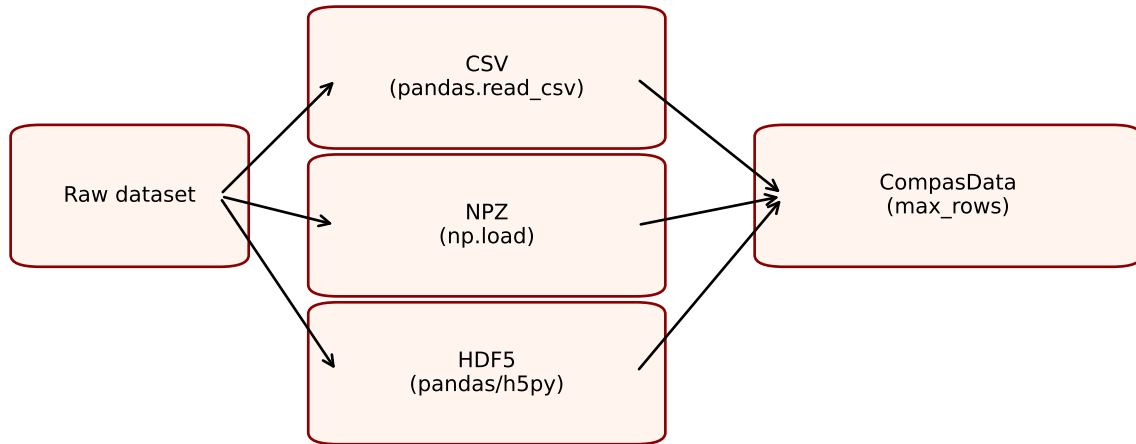 Raw dataset
CSV
(pandas.read_csv)
NPZ
(np.load)
HDF5
(pandas/h5py)
CompasData
(max_rows)